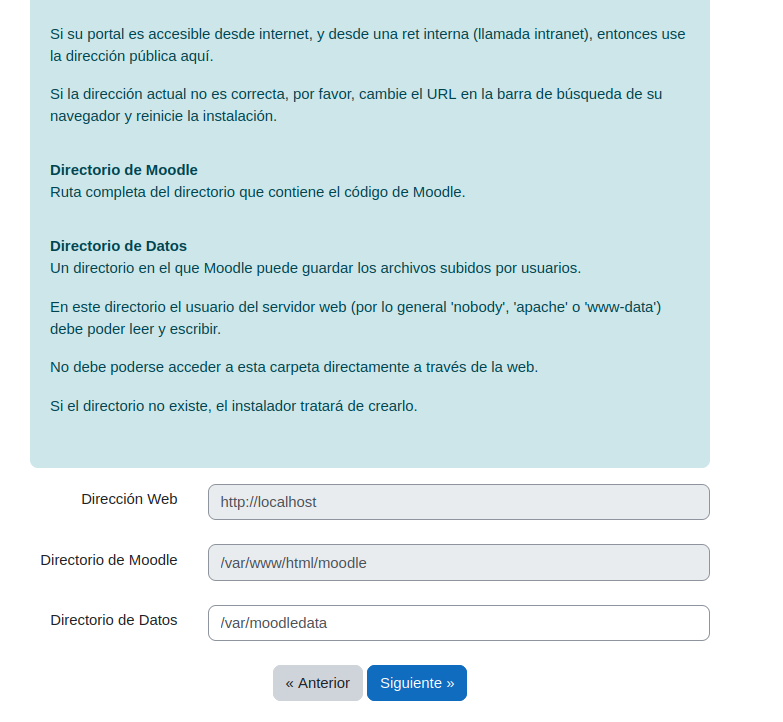 Si su portal es accesible desde internet, y desde una ret interna (llamada intranet), entonces use
la dirección pública aquí.
Si la dirección actual no es correcta, por favor, cambie el URL en la barra de búsqueda de su
navegador y reinicie la instalación.
Directorio de Moodle
Ruta completa del directorio que contiene el código de Moodle.
Directorio de Datos
Un directorio en el que Moodle puede guardar los archivos subidos por usuarios.
En este directorio el usuario del servidor web (por lo general 'nobody', 'apache' o 'www-data')
debe poder leer y escribir.
No debe poderse acceder a esta carpeta directamente a través de la web.
Si el directorio no existe, el instalador tratará de crearlo.
Dirección Web
http://localhost
Directorio de Moodle
/var/www/html/moodle
Directorio de Datos
/var/moodledata
« Anterior
Siguiente »